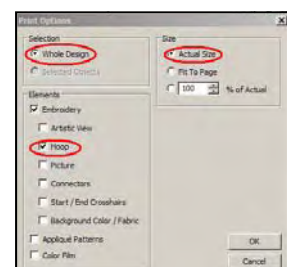 Print Options
Selection
Whole Design
Selected Objects
Elements
Embroidery
Artistic View
Hoop
Picture
Connectors
Start / End Crosshairs
Background Color / Fabric
Appliqué Patterns
Color Film
Size
Actual Size
Fit To Page
100 % of Actual
OK
Cancel